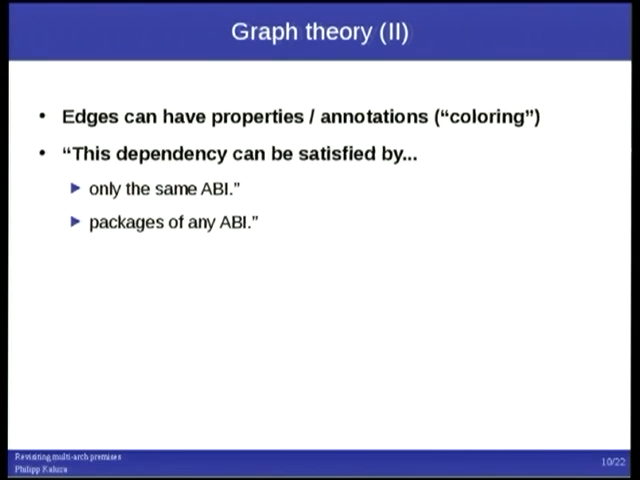 Graph theory (II)
• Edges can have properties / annotations (“coloring”)
• “This dependency can be satisfied by...
only the same ABI.”
packages of any ABI.”
Revisiting multi-arch premises
Philipp Kaluza
10/22